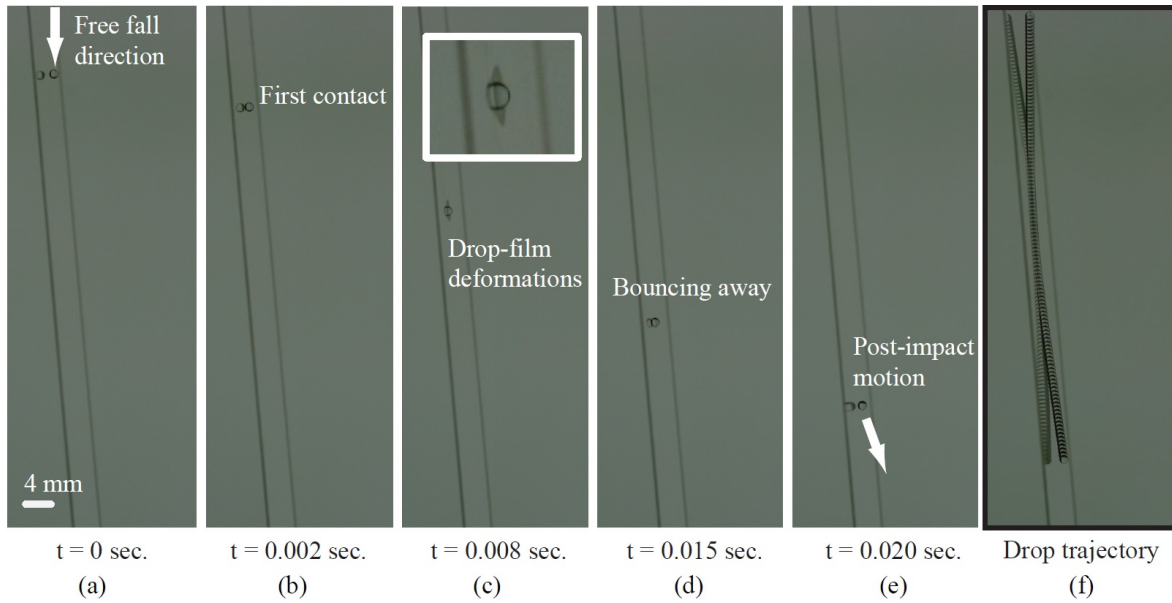 Free fall
direction
4 mm
t = 0 sec.
(a)
First contact
t = 0.002 sec.
(b)
Drop-film
deformations
t = 0.008 sec.
(c)
Bouncing away
t = 0.015 sec.
(d)
Post-impact
motion
t = 0.020 sec.
(e)
Drop trajectory
(f)